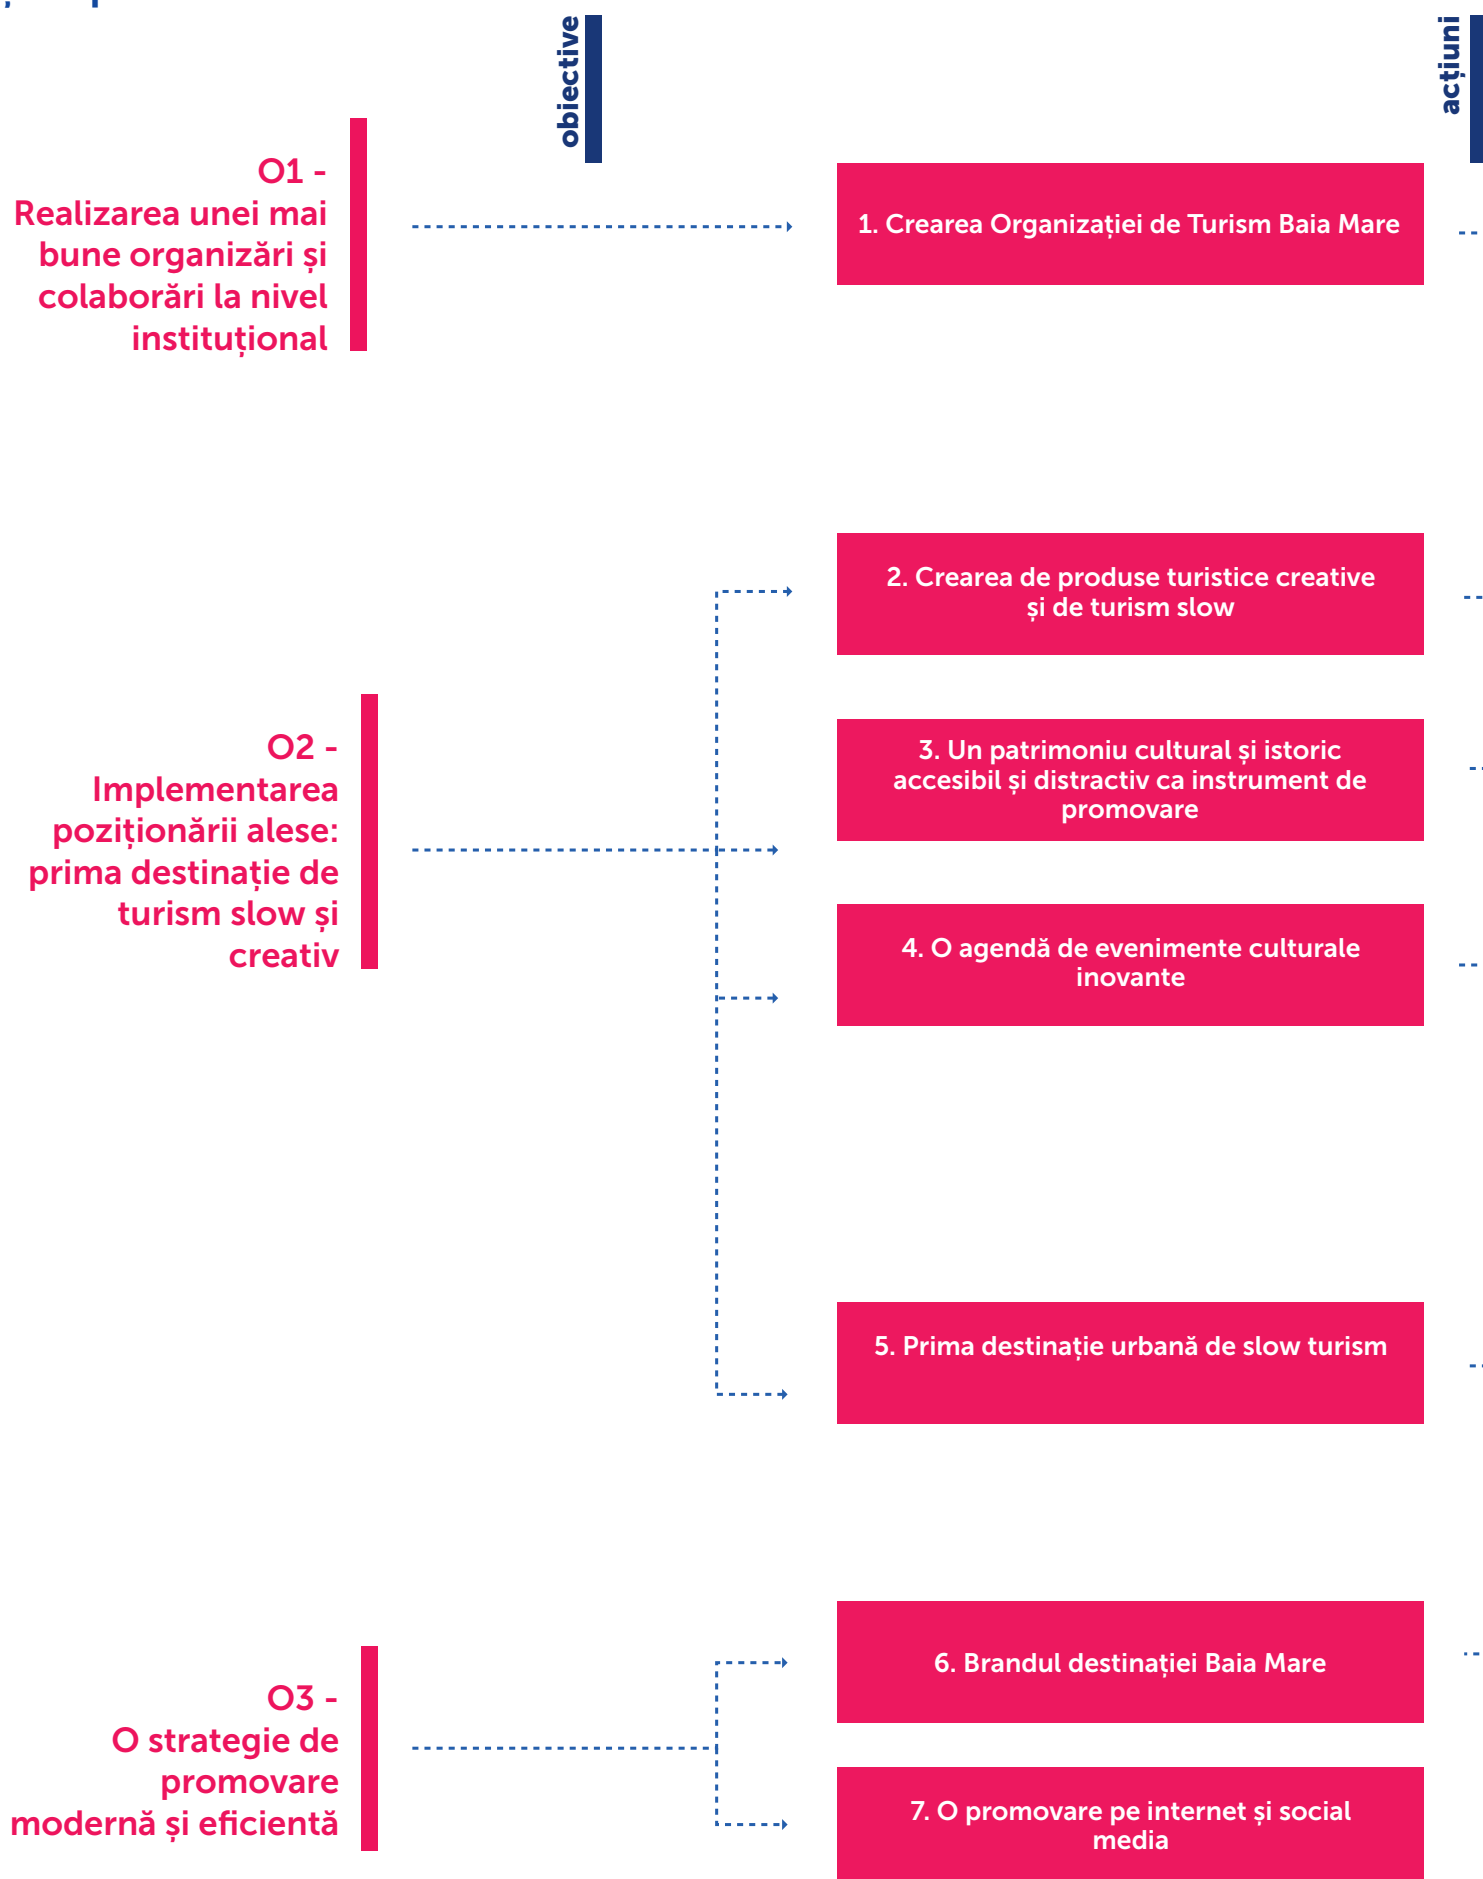 obiective
acțiuni
O1 -
Realizarea unei mai
bune organizări și
colaborări la nivel
instituțional
1. Crearea Organizației de Turism Baia Mare
O2 -
Implementarea
poziționării alese:
prima destinație de
turism slow și
creativ
2. Crearea de produse turistice creative
și de turism slow
3. Un patrimoniu cultural și istoric
accesibil și distractiv ca instrument de
promovare
4. O agendă de evenimente culturale
inovante
5. Prima destinație urbană de slow turism
O3 -
O strategie de
promovare
modernă și eficientă
6. Brandul destinației Baia Mare
7. O promovare pe internet și social
media